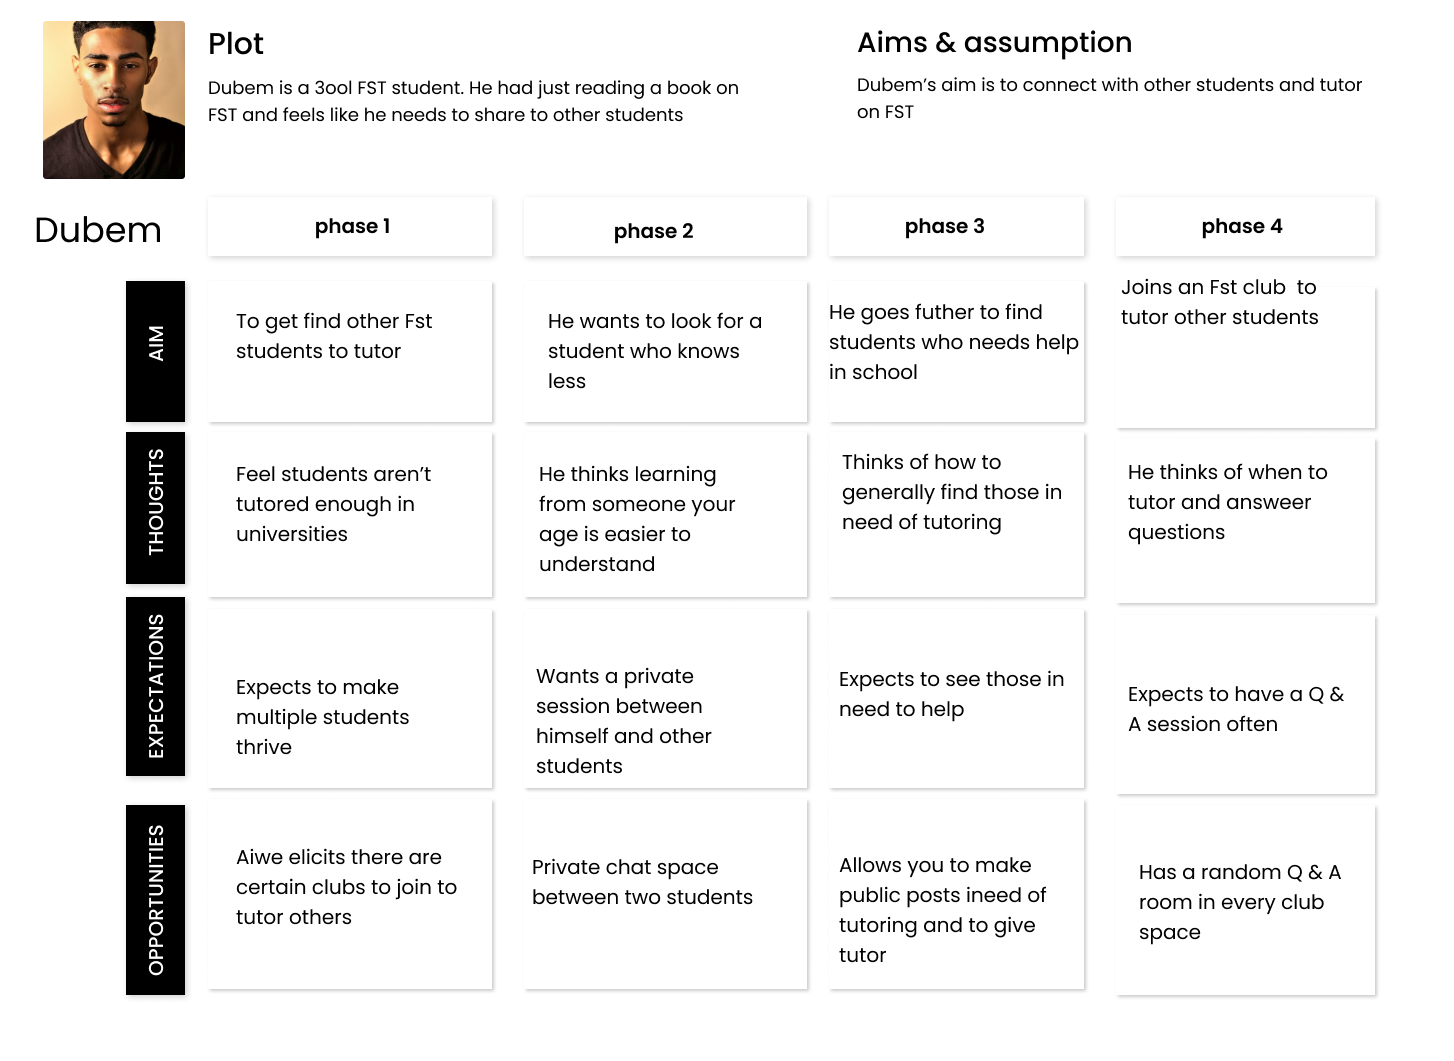 Plot
Dubem is a 3ool FST student. He had just reading a book on
FST and feels like he needs to share to other students
Aims & assumption
Dubem’s aim is to connect with other students and tutor
on FST
Dubem
phase 1
phase 2
phase 3
phase 4
AIM
To get find other Fst
students to tutor
He wants to look for a
student who knows
less
He goes futher to find
students who needs help
in school
Joins an Fst club  to
tutor other students
THOUGHTS
Feel students aren’t
tutored enough in
universities
He thinks learning
from someone your
age is easier to
understand
Thinks of how to
generally find those in
need of tutoring
He thinks of when to
tutor and answeer
questions
EXPECTATIONS
Expects to make
multiple students
thrive
Wants a private
session between
himself and other
students
Expects to see those in
need to help
Expects to have a Q &
A session often
OPPORTUNITIES
Aiwe elicits there are
certain clubs to join to
tutor others
Private chat space
between two students
Allows you to make
public posts ineed of
tutoring and to give
tutor
Has a random Q & A
room in every club
space